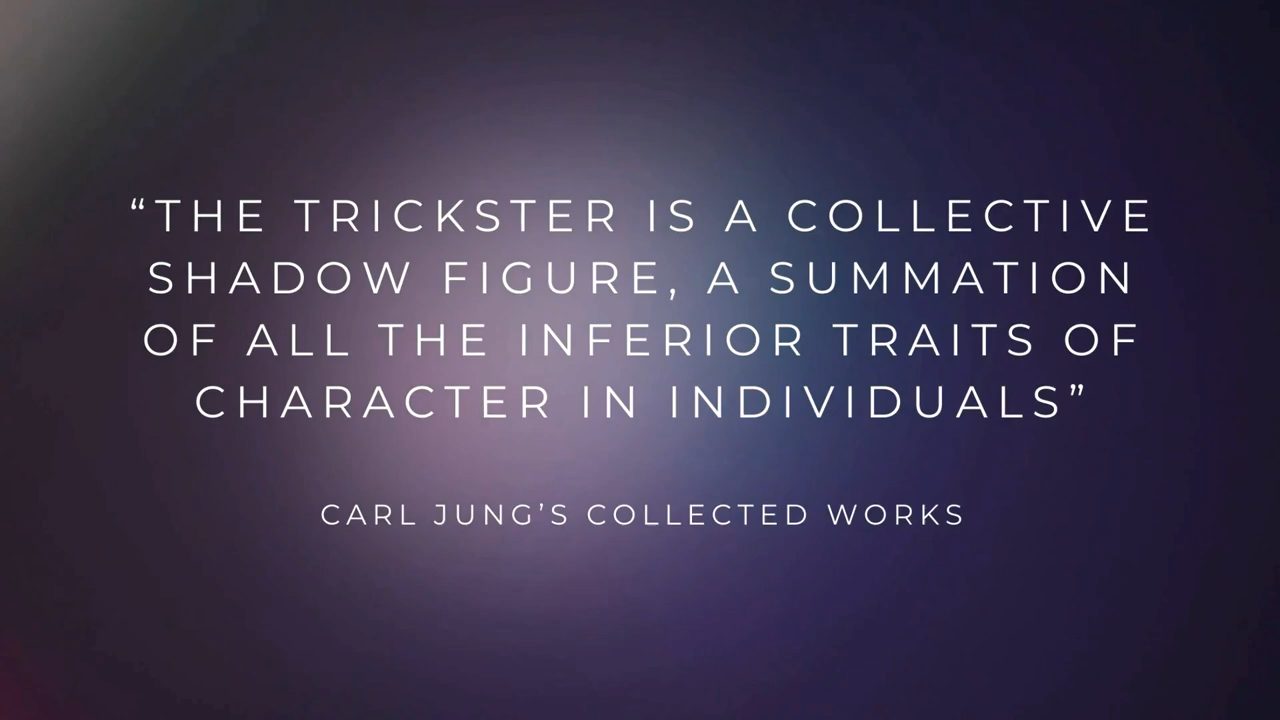 “THE TRICKSTER IS A COLLECTIVE
SHADOW FIGURE, A SUMMATION
OF ALL THE INFERIOR TRAITS OF
CHARACTER IN INDIVIDUALS”
CARL JUNG’S COLLECTED WORKS